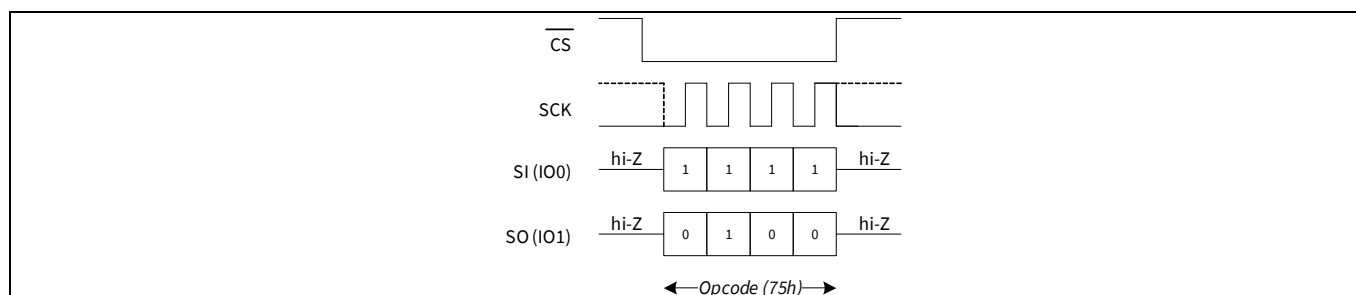 CS
SCK
hi-Z hi-Z
SI (IO0) 1 1 1 1
hi-Z hi-Z
SO (IO1) 0 1 0 0
Opcode (75h)